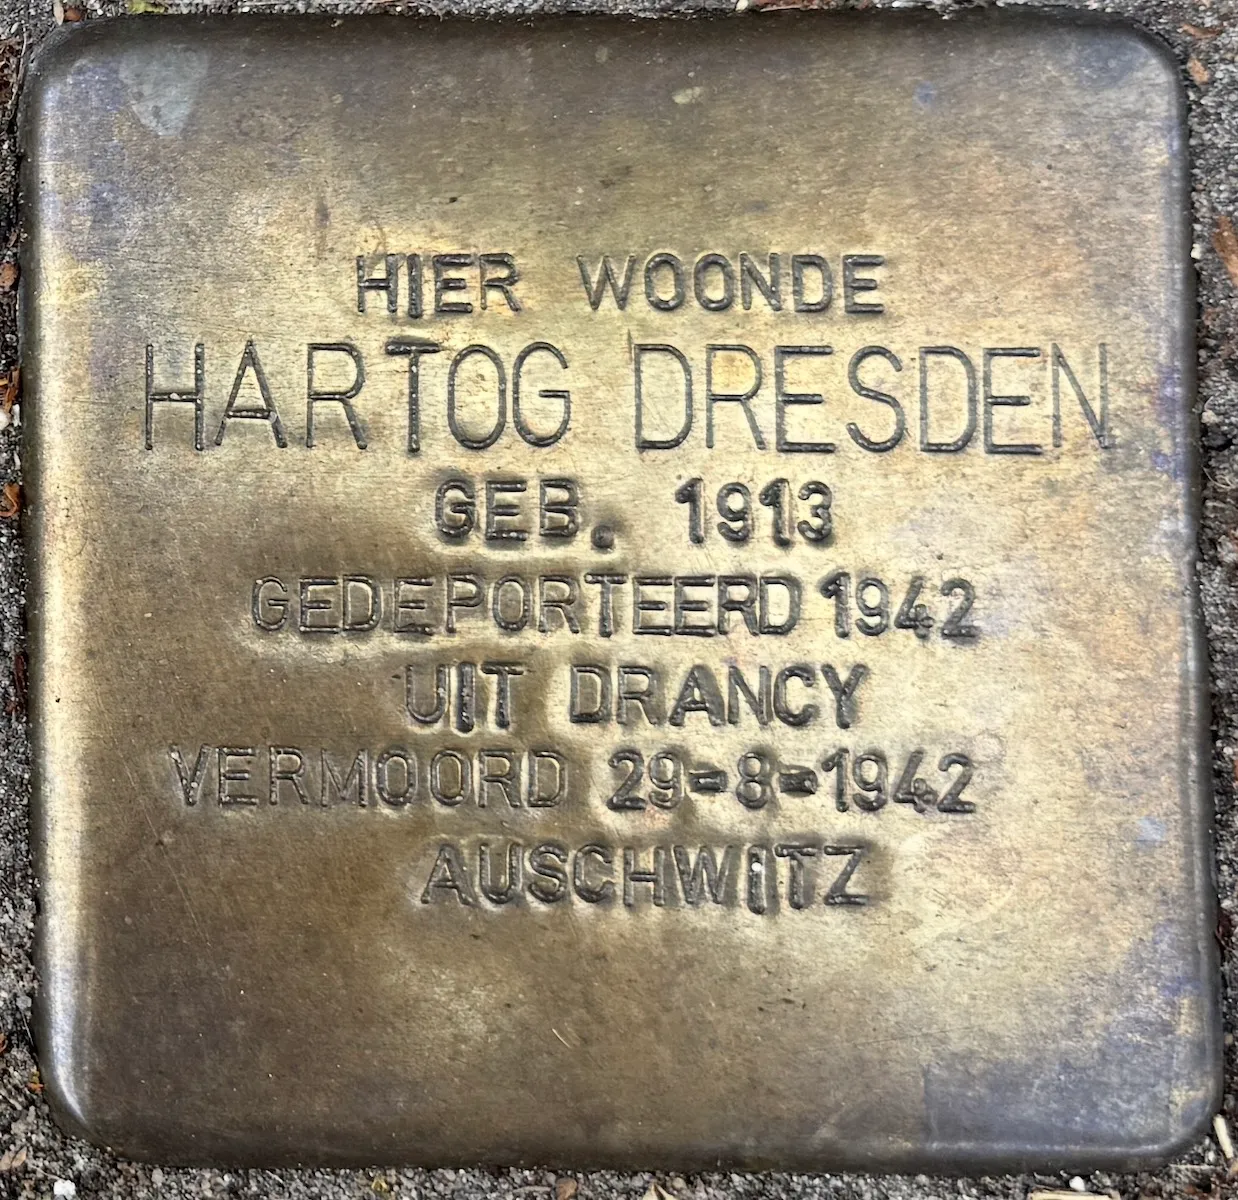 HIER WOONDE
HARTOG DRESDEN
GEB. 1913
GEDEPORTEERD 1942
UIT DRANCY
VERMOORD 29-8-1942
AUSCHWITZ